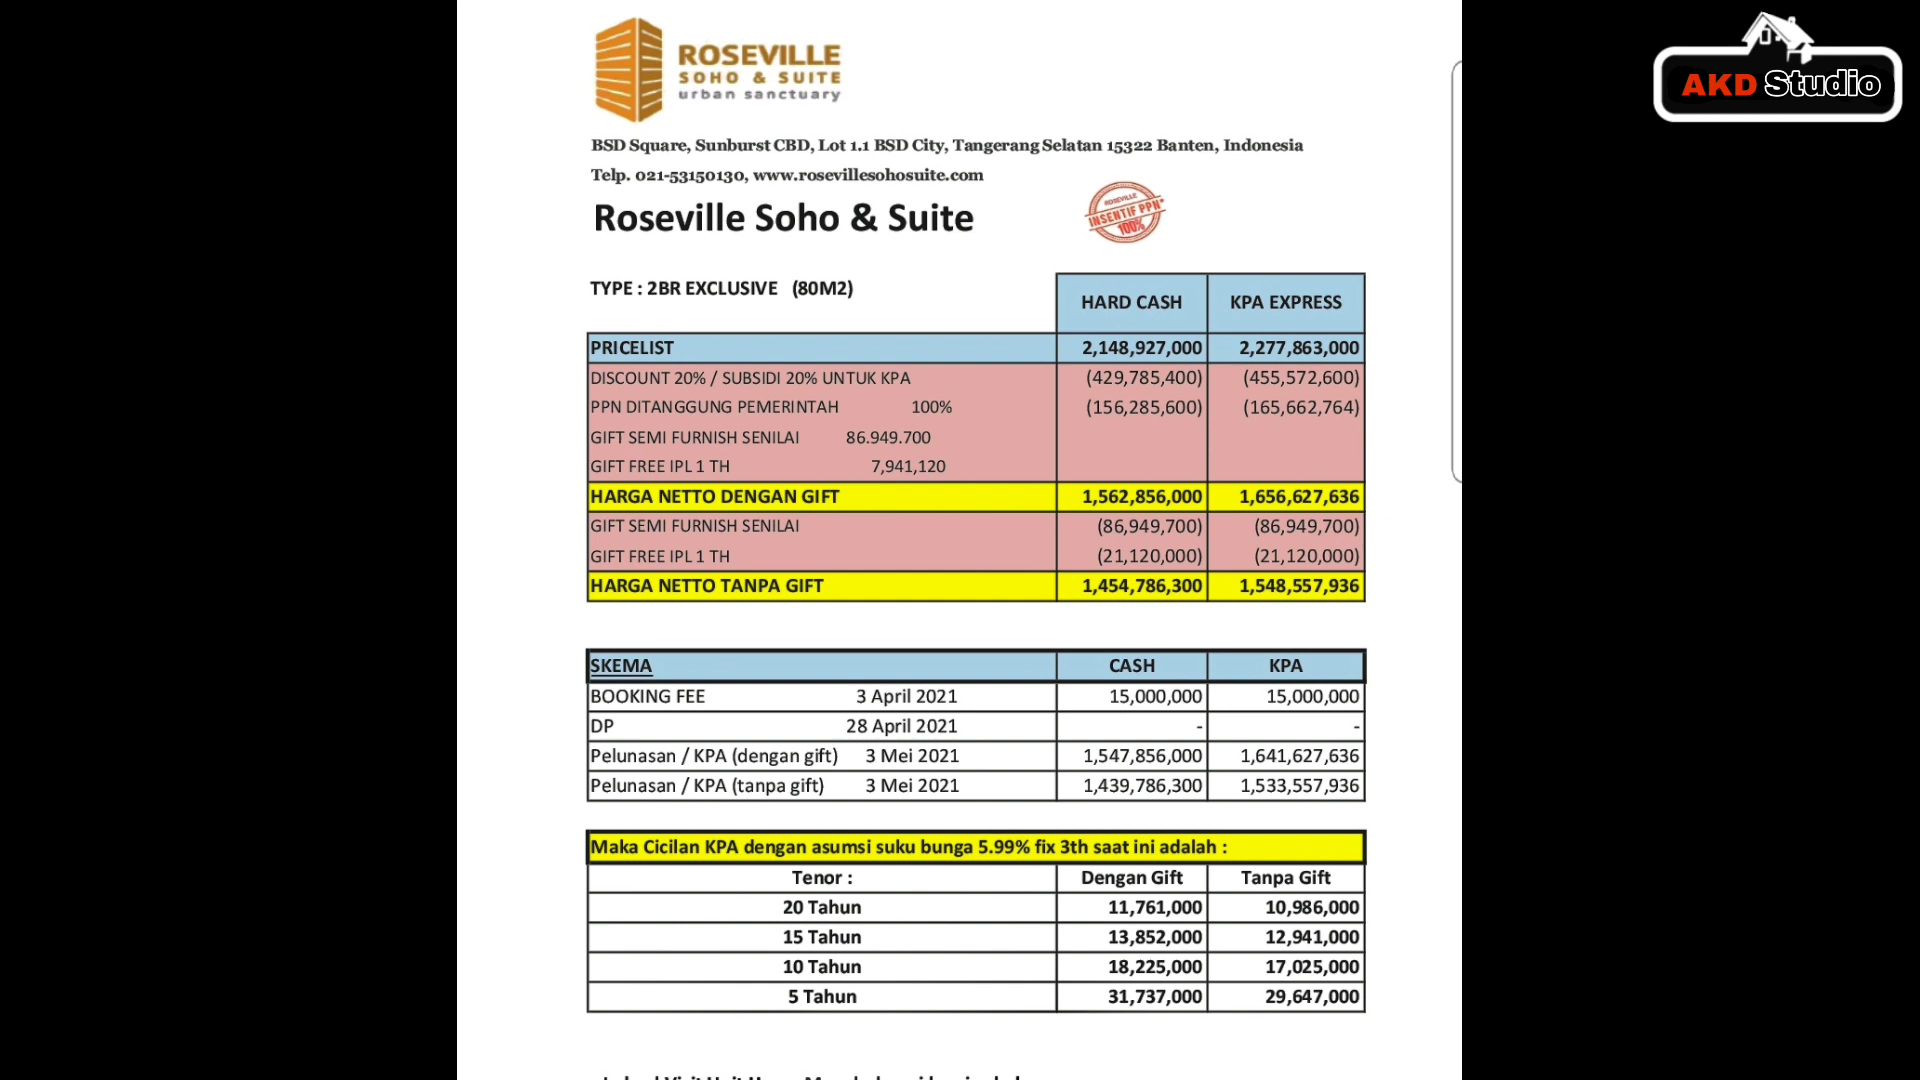 ROSEVILLE
SOHO & SUITE
urban sanctuary
AKD Studio
BSD Square, Sunburst CBD, Lot 1.1 BSD City, Tangerang Selatan 15322 Banten, Indonesia
Telp. 021-53150130, www.rosevillesohosuite.com
Roseville Soho & Suite
ROSEVILLE
INSENTIF PPN*
100%
TYPE : 2BR EXCLUSIVE (80M2)
HARD CASH KPA EXPRESS
PRICELIST 2,148,927,000 2,277,863,000
DISCOUNT 20% / SUBSIDI 20% UNTUK KPA (429,785,400) (455,572,600)
PPN DITANGGUNG PEMERINTAH 100% (156,285,600) (165,662,764)
GIFT SEMI FURNISH SENILAI 86.949.700
GIFT FREE IPL 1 TH 7,941,120
HARGA NETTO DENGAN GIFT 1,562,856,000 1,656,627,636
GIFT SEMI FURNISH SENILAI (86,949,700) (86,949,700)
GIFT FREE IPL 1 TH (21,120,000) (21,120,000)
HARGA NETTO TANPA GIFT 1,454,786,300 1,548,557,936
SKEMA CASH KPA
BOOKING FEE 3 April 2021 15,000,000 15,000,000
DP 28 April 2021 - -
Pelunasan / KPA (dengan gift) 3 Mei 2021 1,547,856,000 1,641,627,636
Pelunasan / KPA (tanpa gift) 3 Mei 2021 1,439,786,300 1,533,557,936
Maka Cicilan KPA dengan asumsi suku bunga 5.99% fix 3th saat ini adalah :
Tenor : Dengan Gift Tanpa Gift
20 Tahun 11,761,000 10,986,000
15 Tahun 13,852,000 12,941,000
10 Tahun 18,225,000 17,025,000
5 Tahun 31,737,000 29,647,000